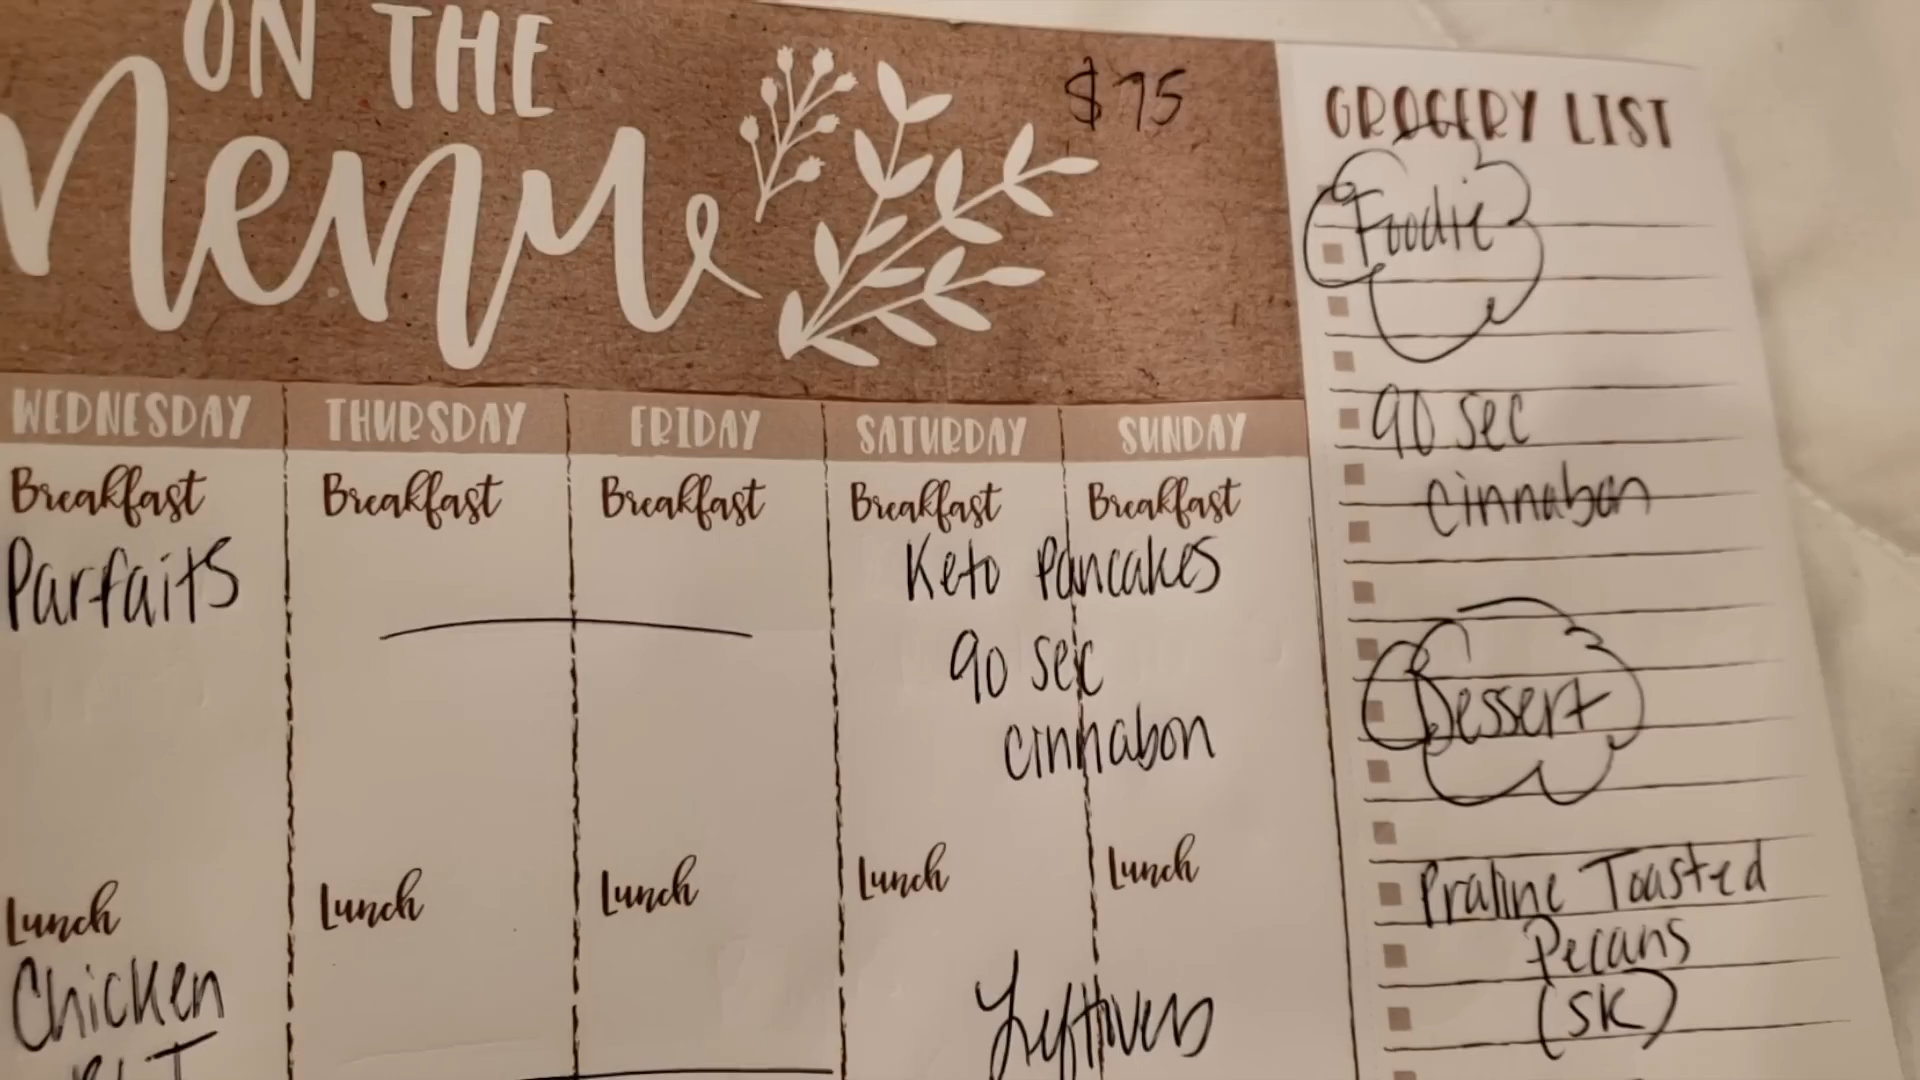 ON THE
Menu
$75
WEDNESDAY THURSDAY FRIDAY SATURDAY SUNDAY
Breakfast Breakfast Breakfast Breakfast Breakfast
Parfaits
Keto Pancakes
90 sec
cinnabon
Lunch Lunch Lunch Lunch Lunch
Chicken
BLT
Leftovers
GROCERY LIST
Foodie
90 sec
cinnabon
Dessert
Praline Toasted
Pecans
(SK)